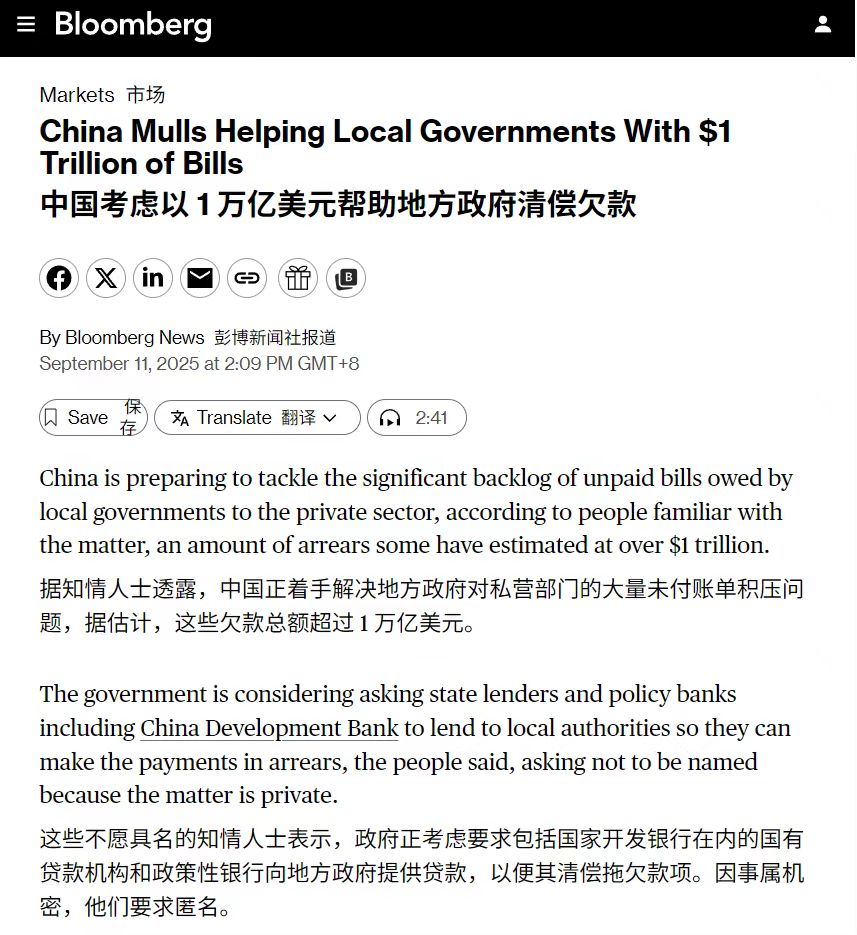 Bloomberg
Markets 市场
China Mulls Helping Local Governments With $1
Trillion of Bills
中国考虑以 1 万亿美元帮助地方政府清偿欠款
By Bloomberg News 彭博新闻社报道
September 11, 2025 at 2:09 PM GMT+8
Save 保存
Translate 翻译
2:41
China is preparing to tackle the significant backlog of unpaid bills owed by
local governments to the private sector, according to people familiar with
the matter, an amount of arrears some have estimated at over $1 trillion.
据知情人士透露，中国正着手解决地方政府对私营部门的大量未付账单积压问
题，据估计，这些欠款总额超过 1 万亿美元。
The government is considering asking state lenders and policy banks
including China Development Bank to lend to local authorities so they can
make the payments in arrears, the people said, asking not to be named
because the matter is private.
这些不愿具名的知情人士表示，政府正考虑要求包括国家开发银行在内的国有
贷款机构和政策性银行向地方政府提供贷款，以便其清偿拖欠款项。因事属机
密，他们要求匿名。